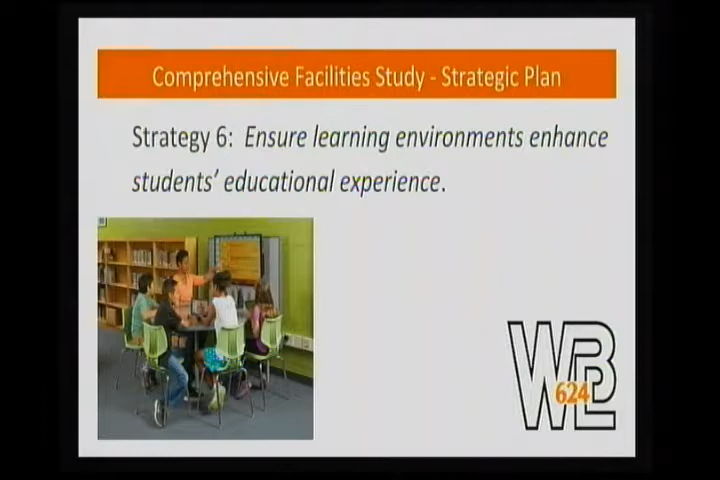 Comprehensive Facilities Study - Strategic Plan
Strategy 6: Ensure learning environments enhance
students’ educational experience.
WBL
624